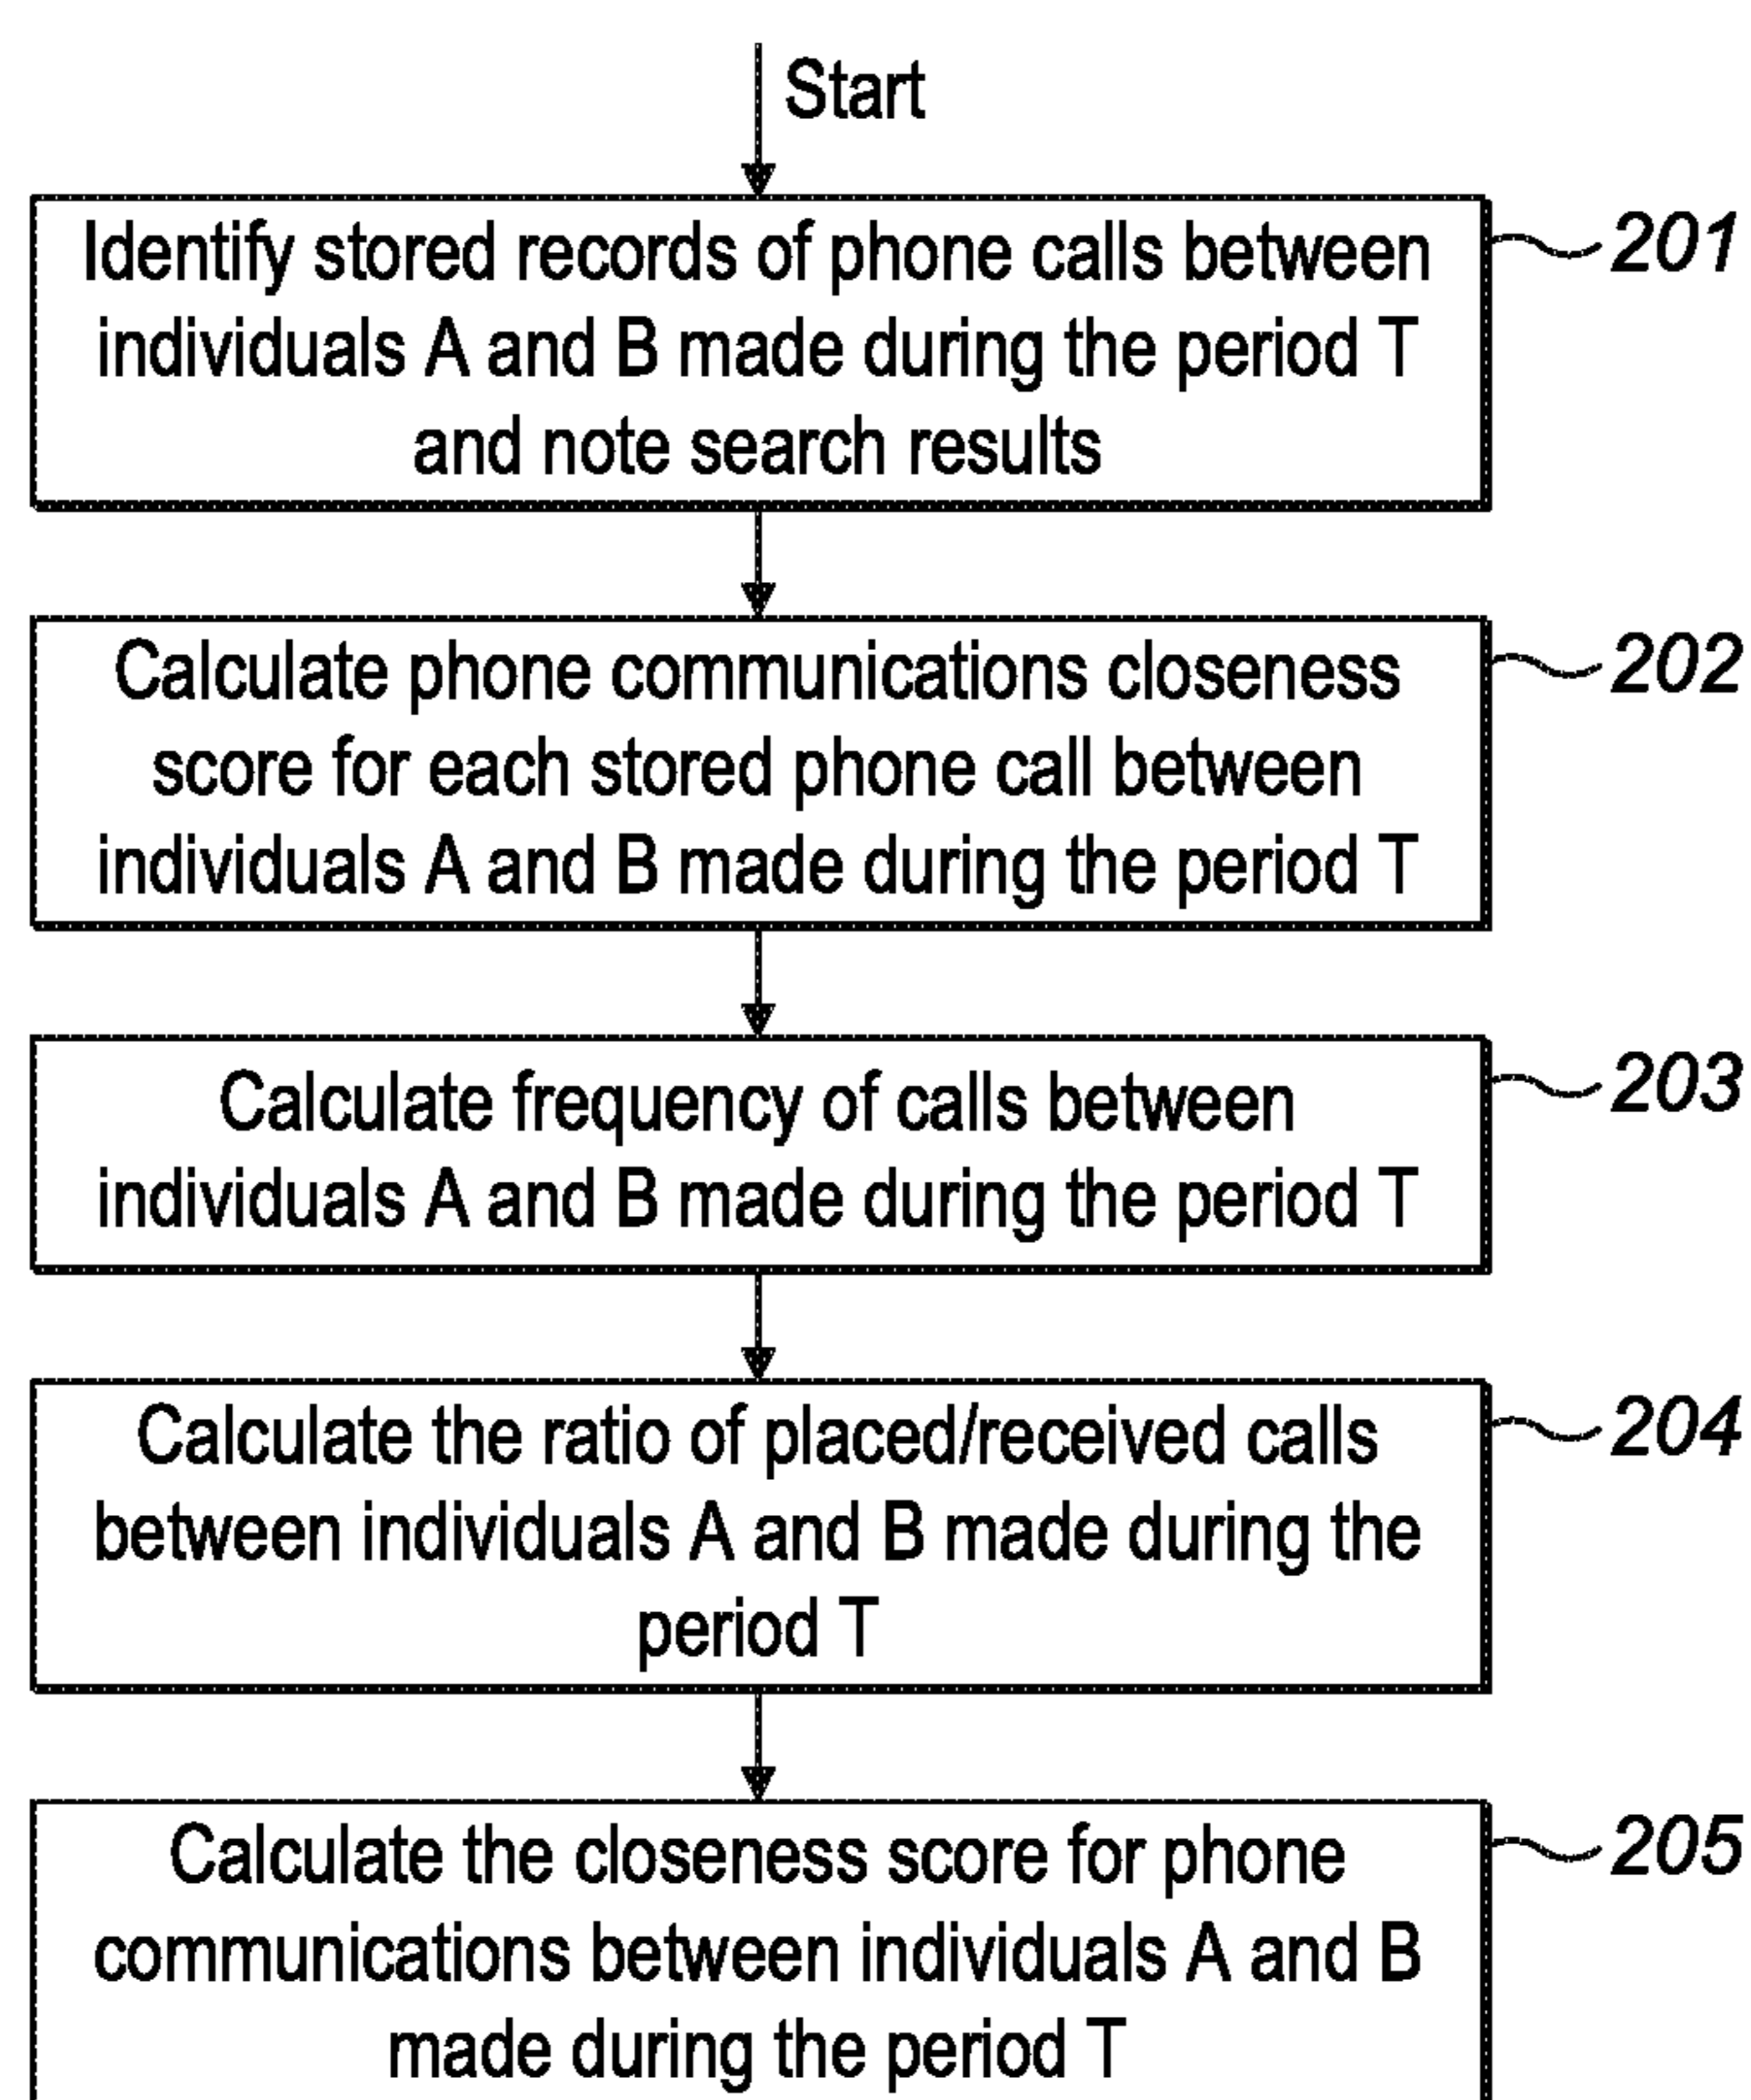 Start
Identify stored records of phone calls between
individuals A and B made during the period T
and note search results
201
Calculate phone communications closeness
score for each stored phone call between
individuals A and B made during the period T
202
Calculate frequency of calls between
individuals A and B made during the period T
203
Calculate the ratio of placed/received calls
between individuals A and B made during the
period T
204
Calculate the closeness score for phone
communications between individuals A and B
made during the period T
205